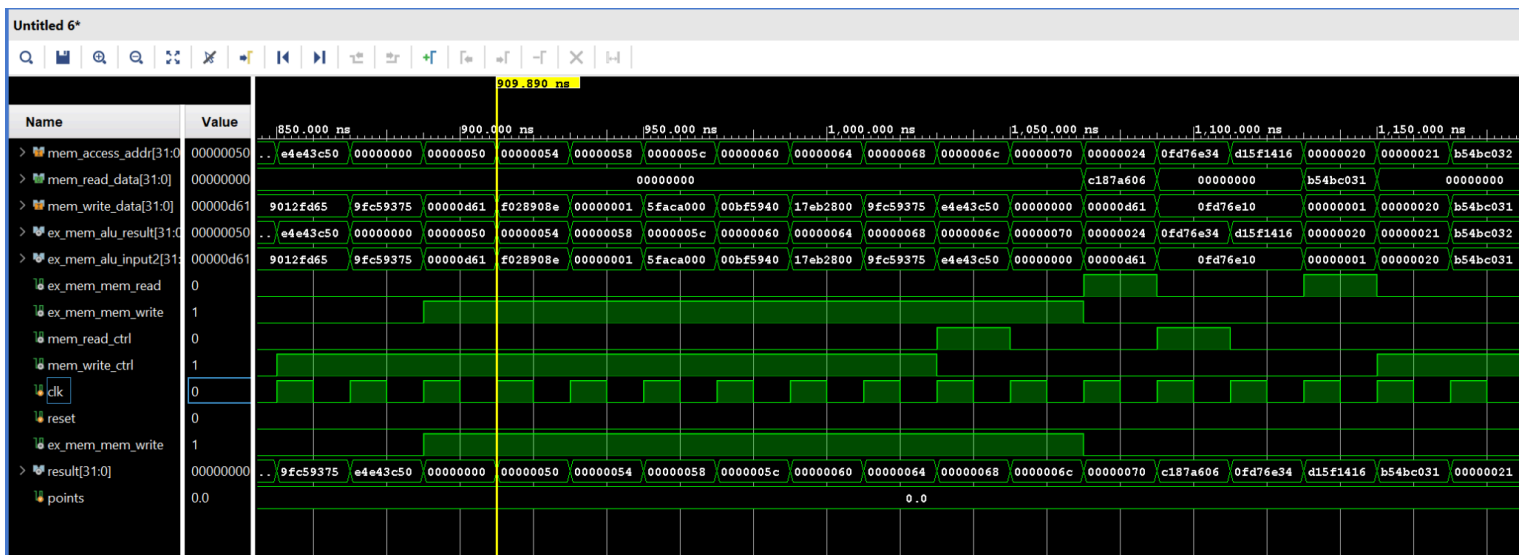 Untitled 6*
909.890 ns
Name Value 850.000 ns 900.000 ns 950.000 ns 1,000.000 ns 1,050.000 ns 1,100.000 ns 1,150.000 ns
mem_access_addr[31:0 00000050 .. e4e43c50 00000000 00000050 00000054 00000058 0000005c 00000060 00000064 00000068 0000006c 00000070 00000024 0fd76e34 d15f1416 00000020 00000021 b54bc032
mem_read_data[31:0] 00000000 00000000 c187a606 00000000 b54bc031 00000000
mem_write_data[31:0] 00000d61 9012fd65 9fc59375 00000d61 f028908e 00000001 5faca000 00bf5940 17eb2800 9fc59375 e4e43c50 00000000 00000d61 0fd76e10 00000001 00000020 b54bc031
ex_mem_alu_result[31:0 00000050 .. e4e43c50 00000000 00000050 00000054 00000058 0000005c 00000060 00000064 00000068 0000006c 00000070 00000024 0fd76e34 d15f1416 00000020 00000021 b54bc032
ex_mem_alu_input2[31: 00000d61 9012fd65 9fc59375 00000d61 f028908e 00000001 5faca000 00bf5940 17eb2800 9fc59375 e4e43c50 00000000 00000d61 0fd76e10 00000001 00000020 b54bc031
ex_mem_mem_read 0
ex_mem_mem_write 1
mem_read_ctrl 0
mem_write_ctrl 1
clk 0
reset 0
ex_mem_mem_write 1
result[31:0] 00000000 .. 9fc59375 e4e43c50 00000000 00000050 00000054 00000058 0000005c 00000060 00000064 00000068 0000006c 00000070 c187a606 0fd76e34 d15f1416 b54bc031 00000021
points 0.0 0.0